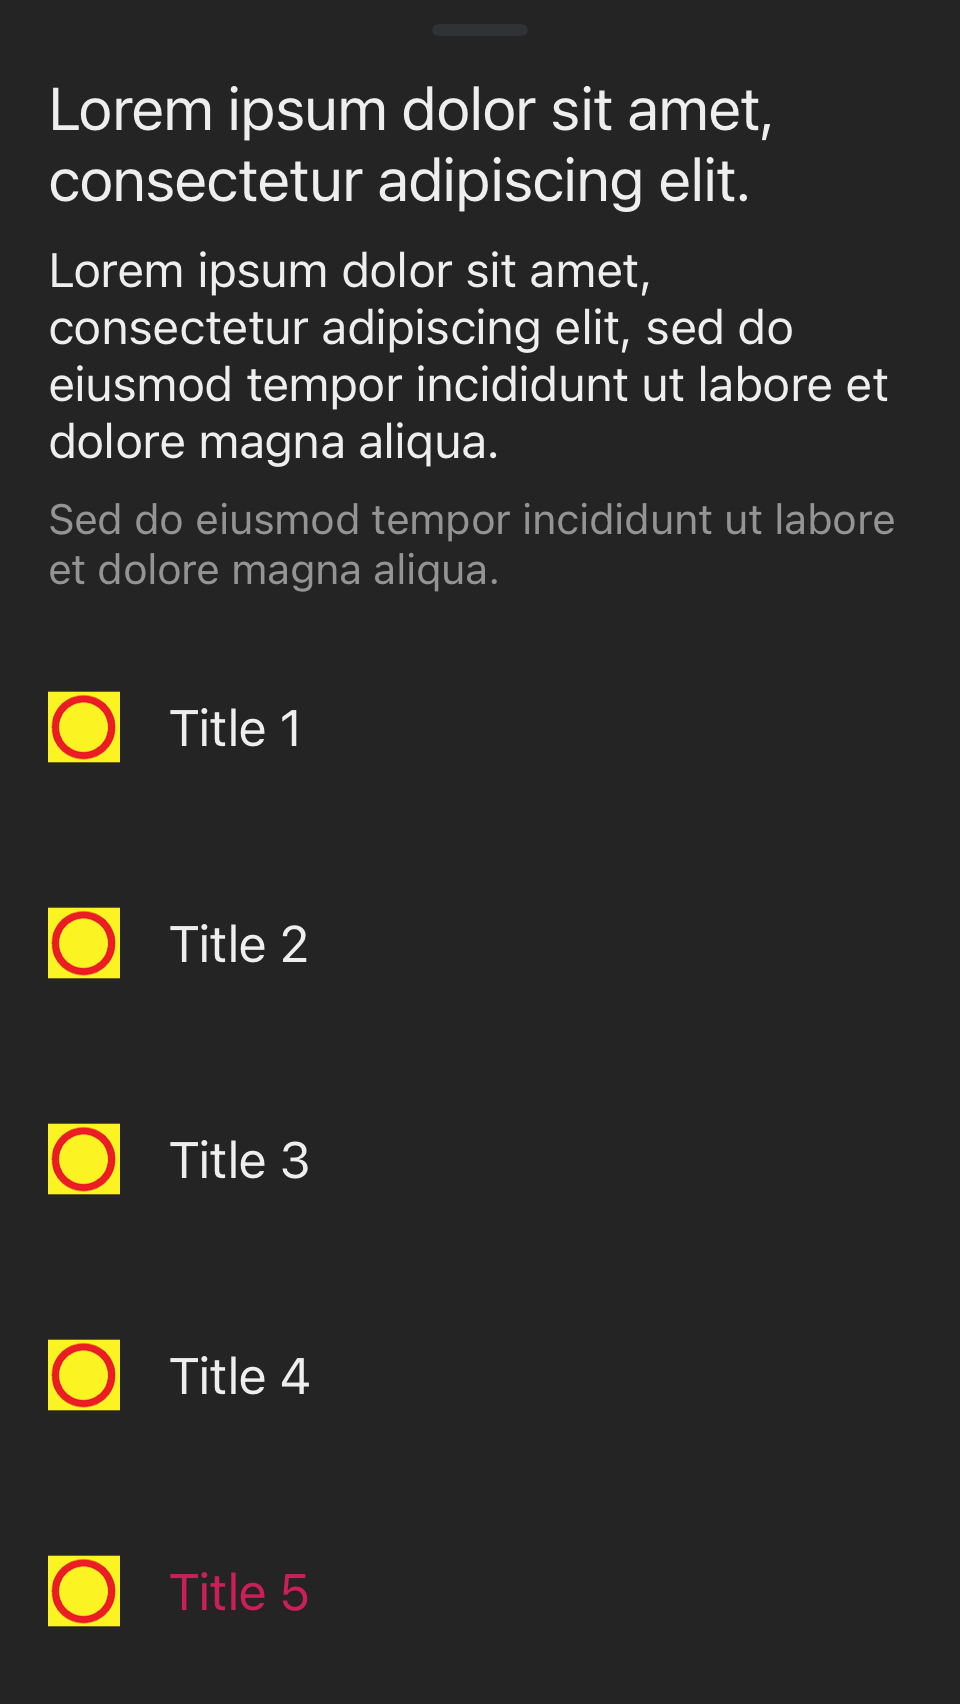 Lorem ipsum dolor sit amet,
consectetur adipiscing elit.
Lorem ipsum dolor sit amet,
consectetur adipiscing elit, sed do
eiusmod tempor incididunt ut labore et
dolore magna aliqua.
Sed do eiusmod tempor incididunt ut labore
et dolore magna aliqua.
Title 1
Title 2
Title 3
Title 4
Title 5